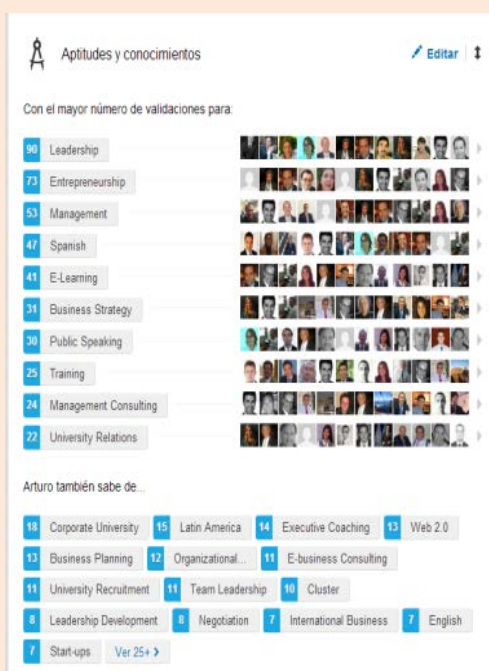 Aptitudes y conocimientos Editar
Con el mayor número de validaciones para:
90 Leadership
73 Entrepreneurship
53 Management
47 Spanish
41 E-Learning
31 Business Strategy
30 Public Speaking
25 Training
24 Management Consulting
22 University Relations
Arturo también sabe de...
18 Corporate University 15 Latin America 14 Executive Coaching 13 Web 2.0
13 Business Planning 12 Organizational... 11 E-business Consulting
11 University Recruitment 11 Team Leadership 10 Cluster
8 Leadership Development 8 Negotiation 7 International Business 7 English
7 Start-ups Ver 25+